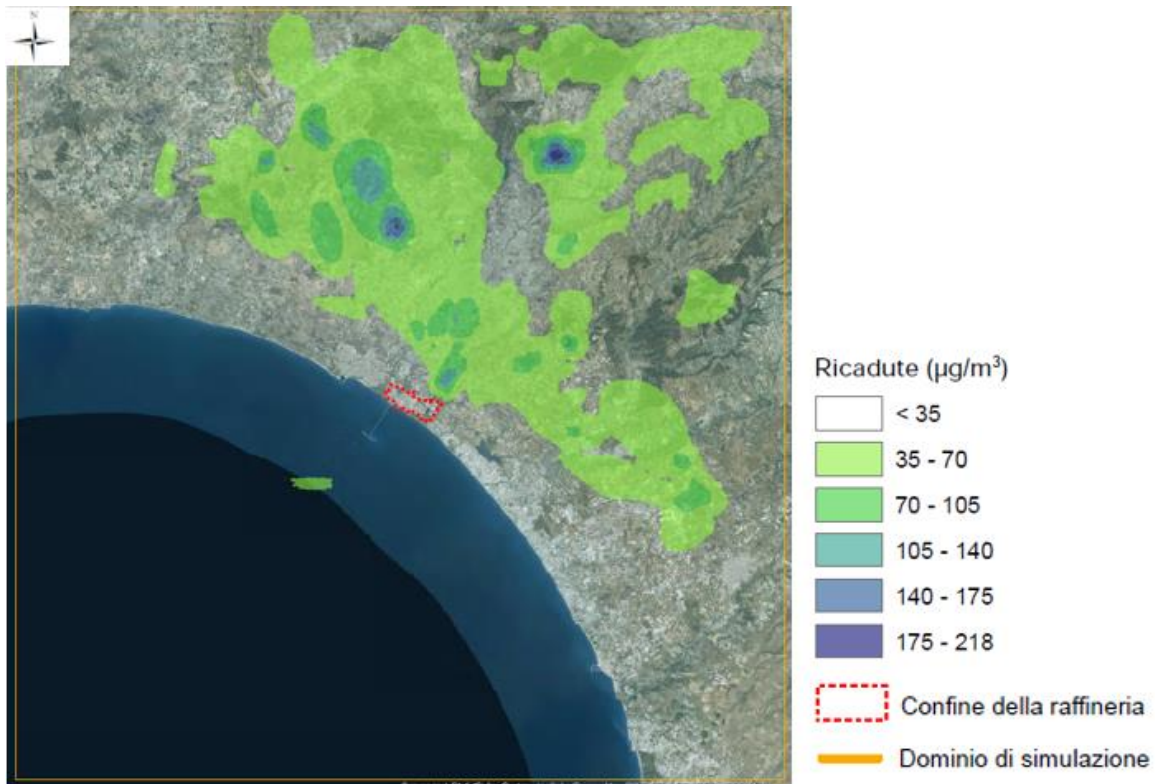 N
Ricadute (µg/m³)
< 35
35 - 70
70 - 105
105 - 140
140 - 175
175 - 218
Confine della raffineria
Dominio di simulazione